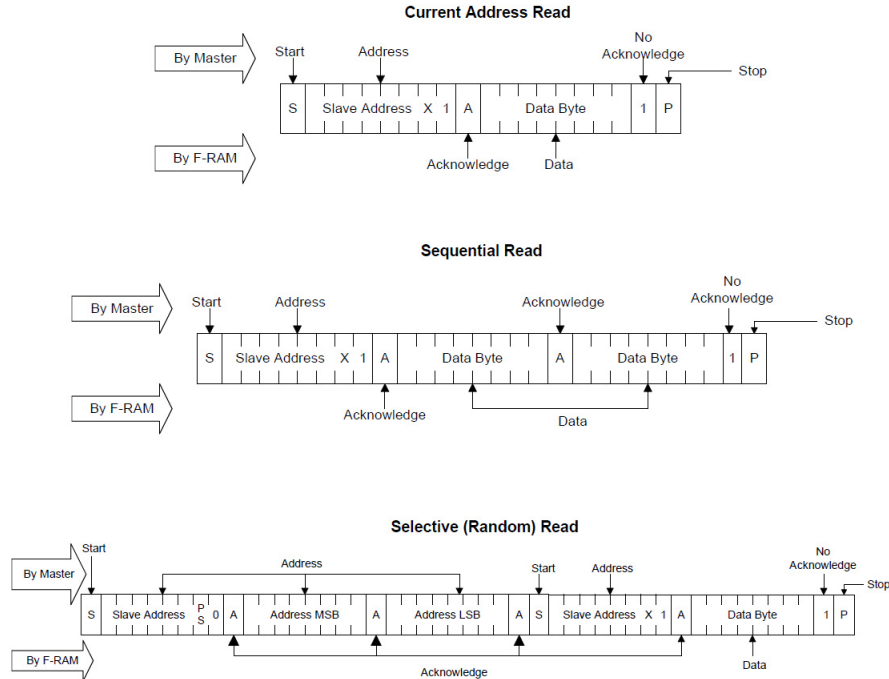 Current Address Read
By Master
Start
Address
No
Acknowledge
Stop
S Slave Address X 1 A Data Byte 1 P
By F-RAM
Acknowledge
Data
Sequential Read
By Master
Start
Address
Acknowledge
No
Acknowledge
Stop
S Slave Address X 1 A Data Byte A Data Byte 1 P
By F-RAM
Acknowledge
Data
Selective (Random) Read
By Master
Start
Address
Start
Address
No
Acknowledge
Stop
S Slave Address P S 0 A Address MSB A Address LSB A S Slave Address X 1 A Data Byte 1 P
By F-RAM
Acknowledge
Data